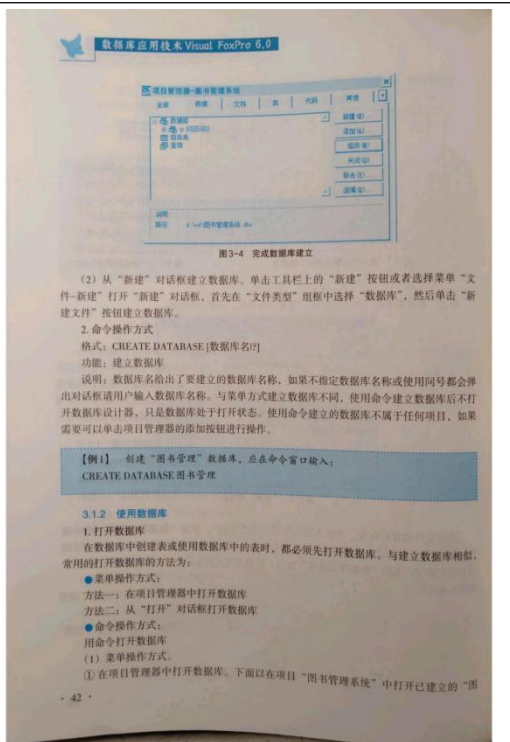 数据库应用技术 Visual FoxPro 6.0
项目管理器-图书管理系统
全部 数据 文档 类 代码 其他
数据库
自由表
查询
新建(N)
添加(A)
修改(M)
关闭(C)
移去(V)
选项(O)
说明:
路径:
图3-4 完成数据库建立
(2) 从“新建”对话框建立数据库。单击工具栏上的“新建”按钮或者选择菜单“文
件-新建”打开“新建”对话框,首先在“文件类型”组框中选择“数据库”,然后单击“新
建文件”按钮建立数据库。
2. 命令操作方式
格式:CREATE DATABASE [数据库名|?]
功能:建立数据库
说明:数据库名给出了要建立的数据库名称,如果不指定数据库名称或使用问号都会弹
出对话框请用户输入数据库名称。与菜单方式建立数据库不同,使用命令建立数据库后不打
开数据库设计器,只是数据库处于打开状态。使用命令建立的数据库不属于任何项目,如果
需要可以单击项目管理器的添加按钮进行操作。
【例1】 创建“图书管理”数据库,应在命令窗口输入:
CREATE DATABASE 图书管理
3.1.2 使用数据库
1. 打开数据库
在数据库中创建表或使用数据库中的表时,都必须先打开数据库。与建立数据库相似,
常用的打开数据库的方法为:
●菜单操作方式:
方法一:在项目管理器中打开数据库
方法二:从“打开”对话框打开数据库
●命令操作方式:
用命令打开数据库
(1) 菜单操作方式。
①在项目管理器中打开数据库。下面以在项目“图书管理系统”中打开已建立的“图
· 42 ·